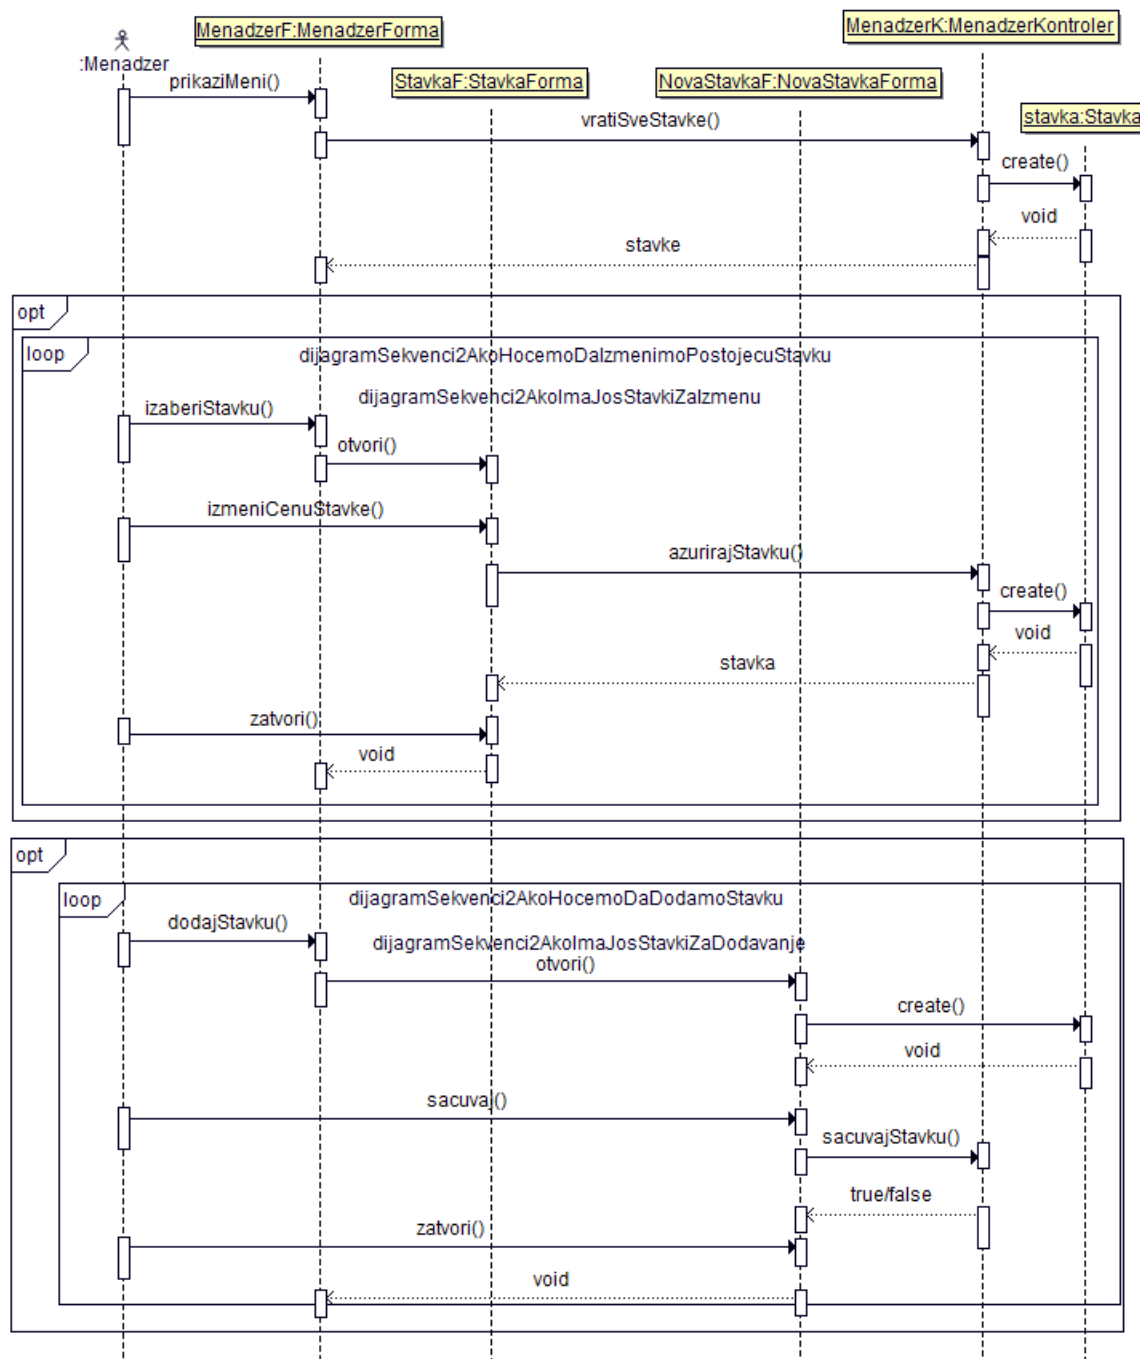 MenadzerF:MenadzerForma
MenadzerK:MenadzerKontroler
:Menadzer
StavkaF:StavkaForma
NovaStavkaF:NovaStavkaForma
prikaziMeni()
stavka:Stavka
vratiSveStavke()
create()
void
stavke
opt
loop
dijagramSekvenci2AkoHocemoDaIzmenimoPostojecuStavku
dijagramSekvenci2AkoImaJosStavkiZaIzmenu
izaberiStavku()
otvori()
izmeniCenuStavke()
azurirajStavku()
create()
void
stavka
zatvori()
void
opt
loop
dijagramSekvenci2AkoHocemoDaDodamoStavku
dodajStavku()
dijagramSekvenci2AkoImaJosStavkiZaDodavanje
otvori()
create()
void
sacuvaj()
sacuvajStavku()
true/false
zatvori()
void